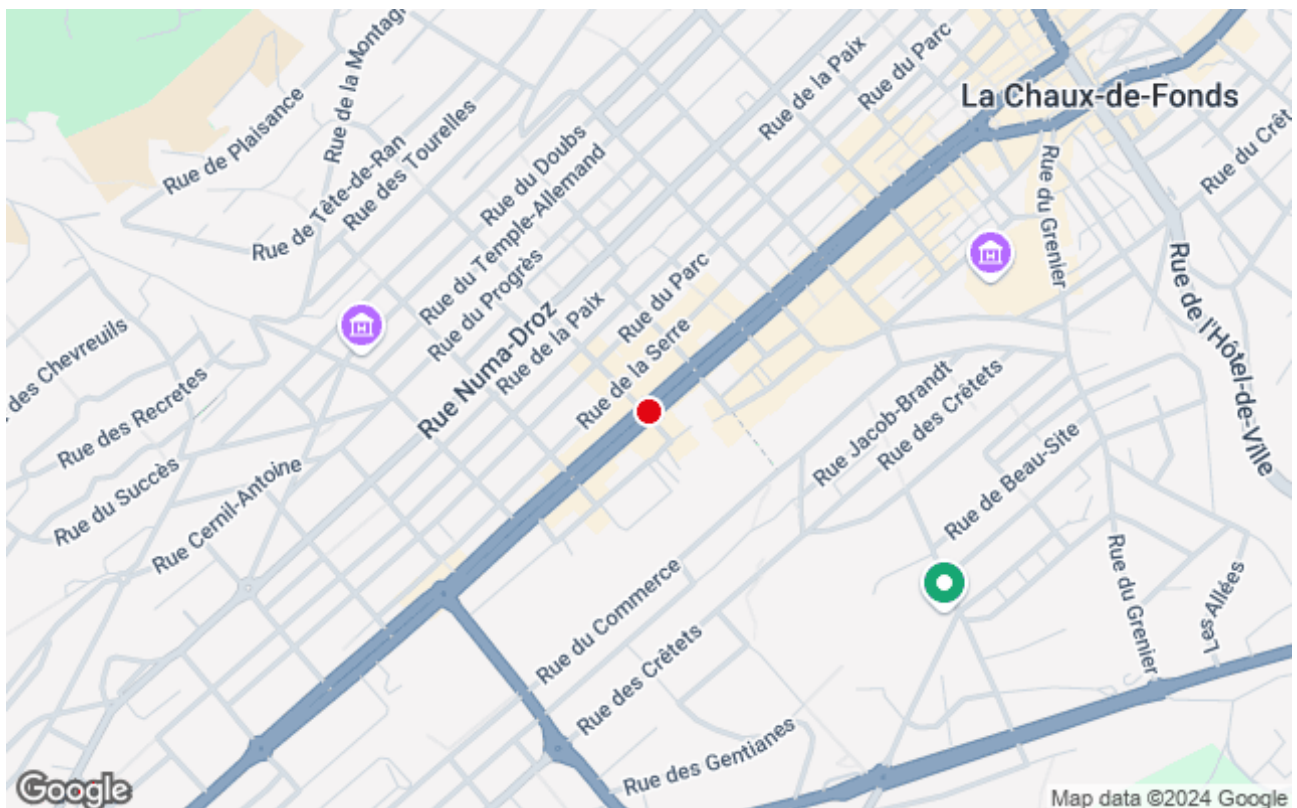 Rue de la Montag
Rue de Plaisance
Rue de Tête-de-Ran
Rue des Tourelles
Rue du Doubs
Rue du Temple-Allemand
Rue du Progrès
Rue de la Paix
Rue du Parc
La Chaux-de-Fonds
Rue du Crêt
Rue du Grenier
Rue de l'Hôtel-de-Ville
des Chevreuils
Rue des Recretes
Rue du Succès
Rue Cernil-Antoine
Rue Numa-Droz
Rue de la Paix
Rue du Parc
Rue de la Serre
Rue Jacob-Brandt
Rue des Crêtets
Rue de Beau-Site
Rue du Commerce
Rue des Crêtets
Rue des Gentianes
Rue du Grenier
Les Allées
Google
Map data ©2024 Google